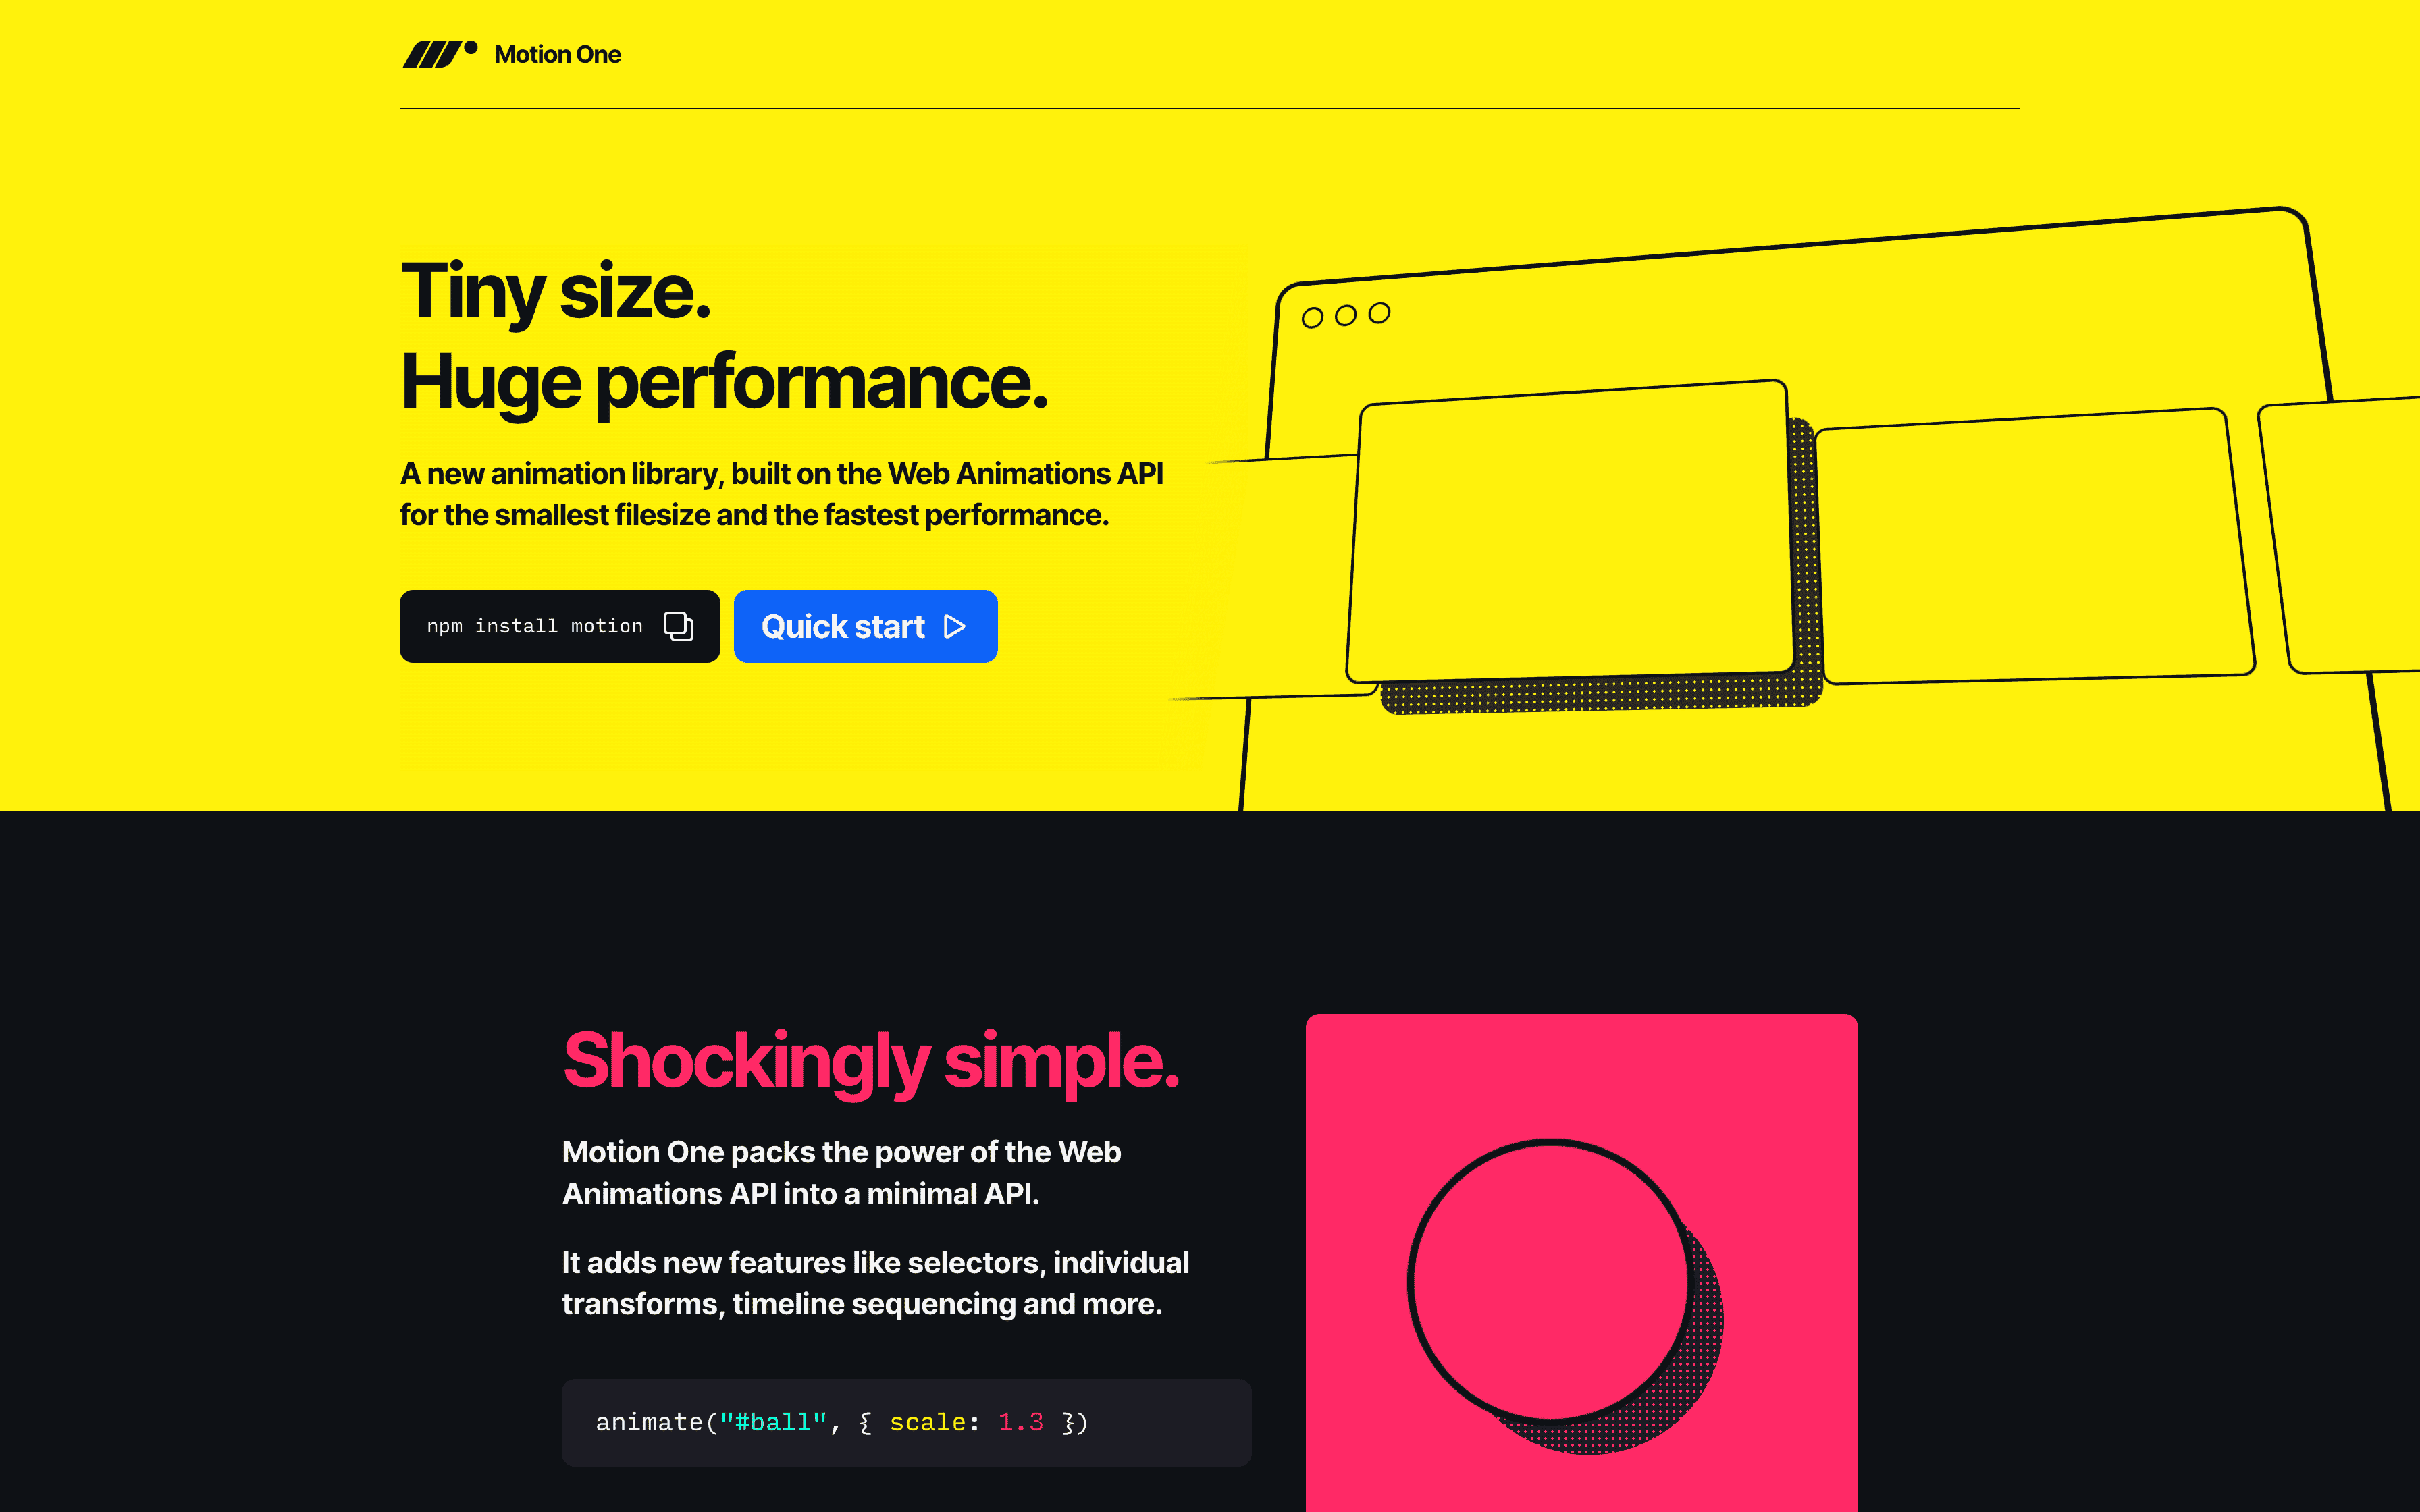 Motion One
Tiny size.
Huge performance.
A new animation library, built on the Web Animations API
for the smallest filesize and the fastest performance.
npm install motion
Quick start
Shockingly simple.
Motion One packs the power of the Web
Animations API into a minimal API.
It adds new features like selectors, individual
transforms, timeline sequencing and more.
animate("#ball", { scale: 1.3 })